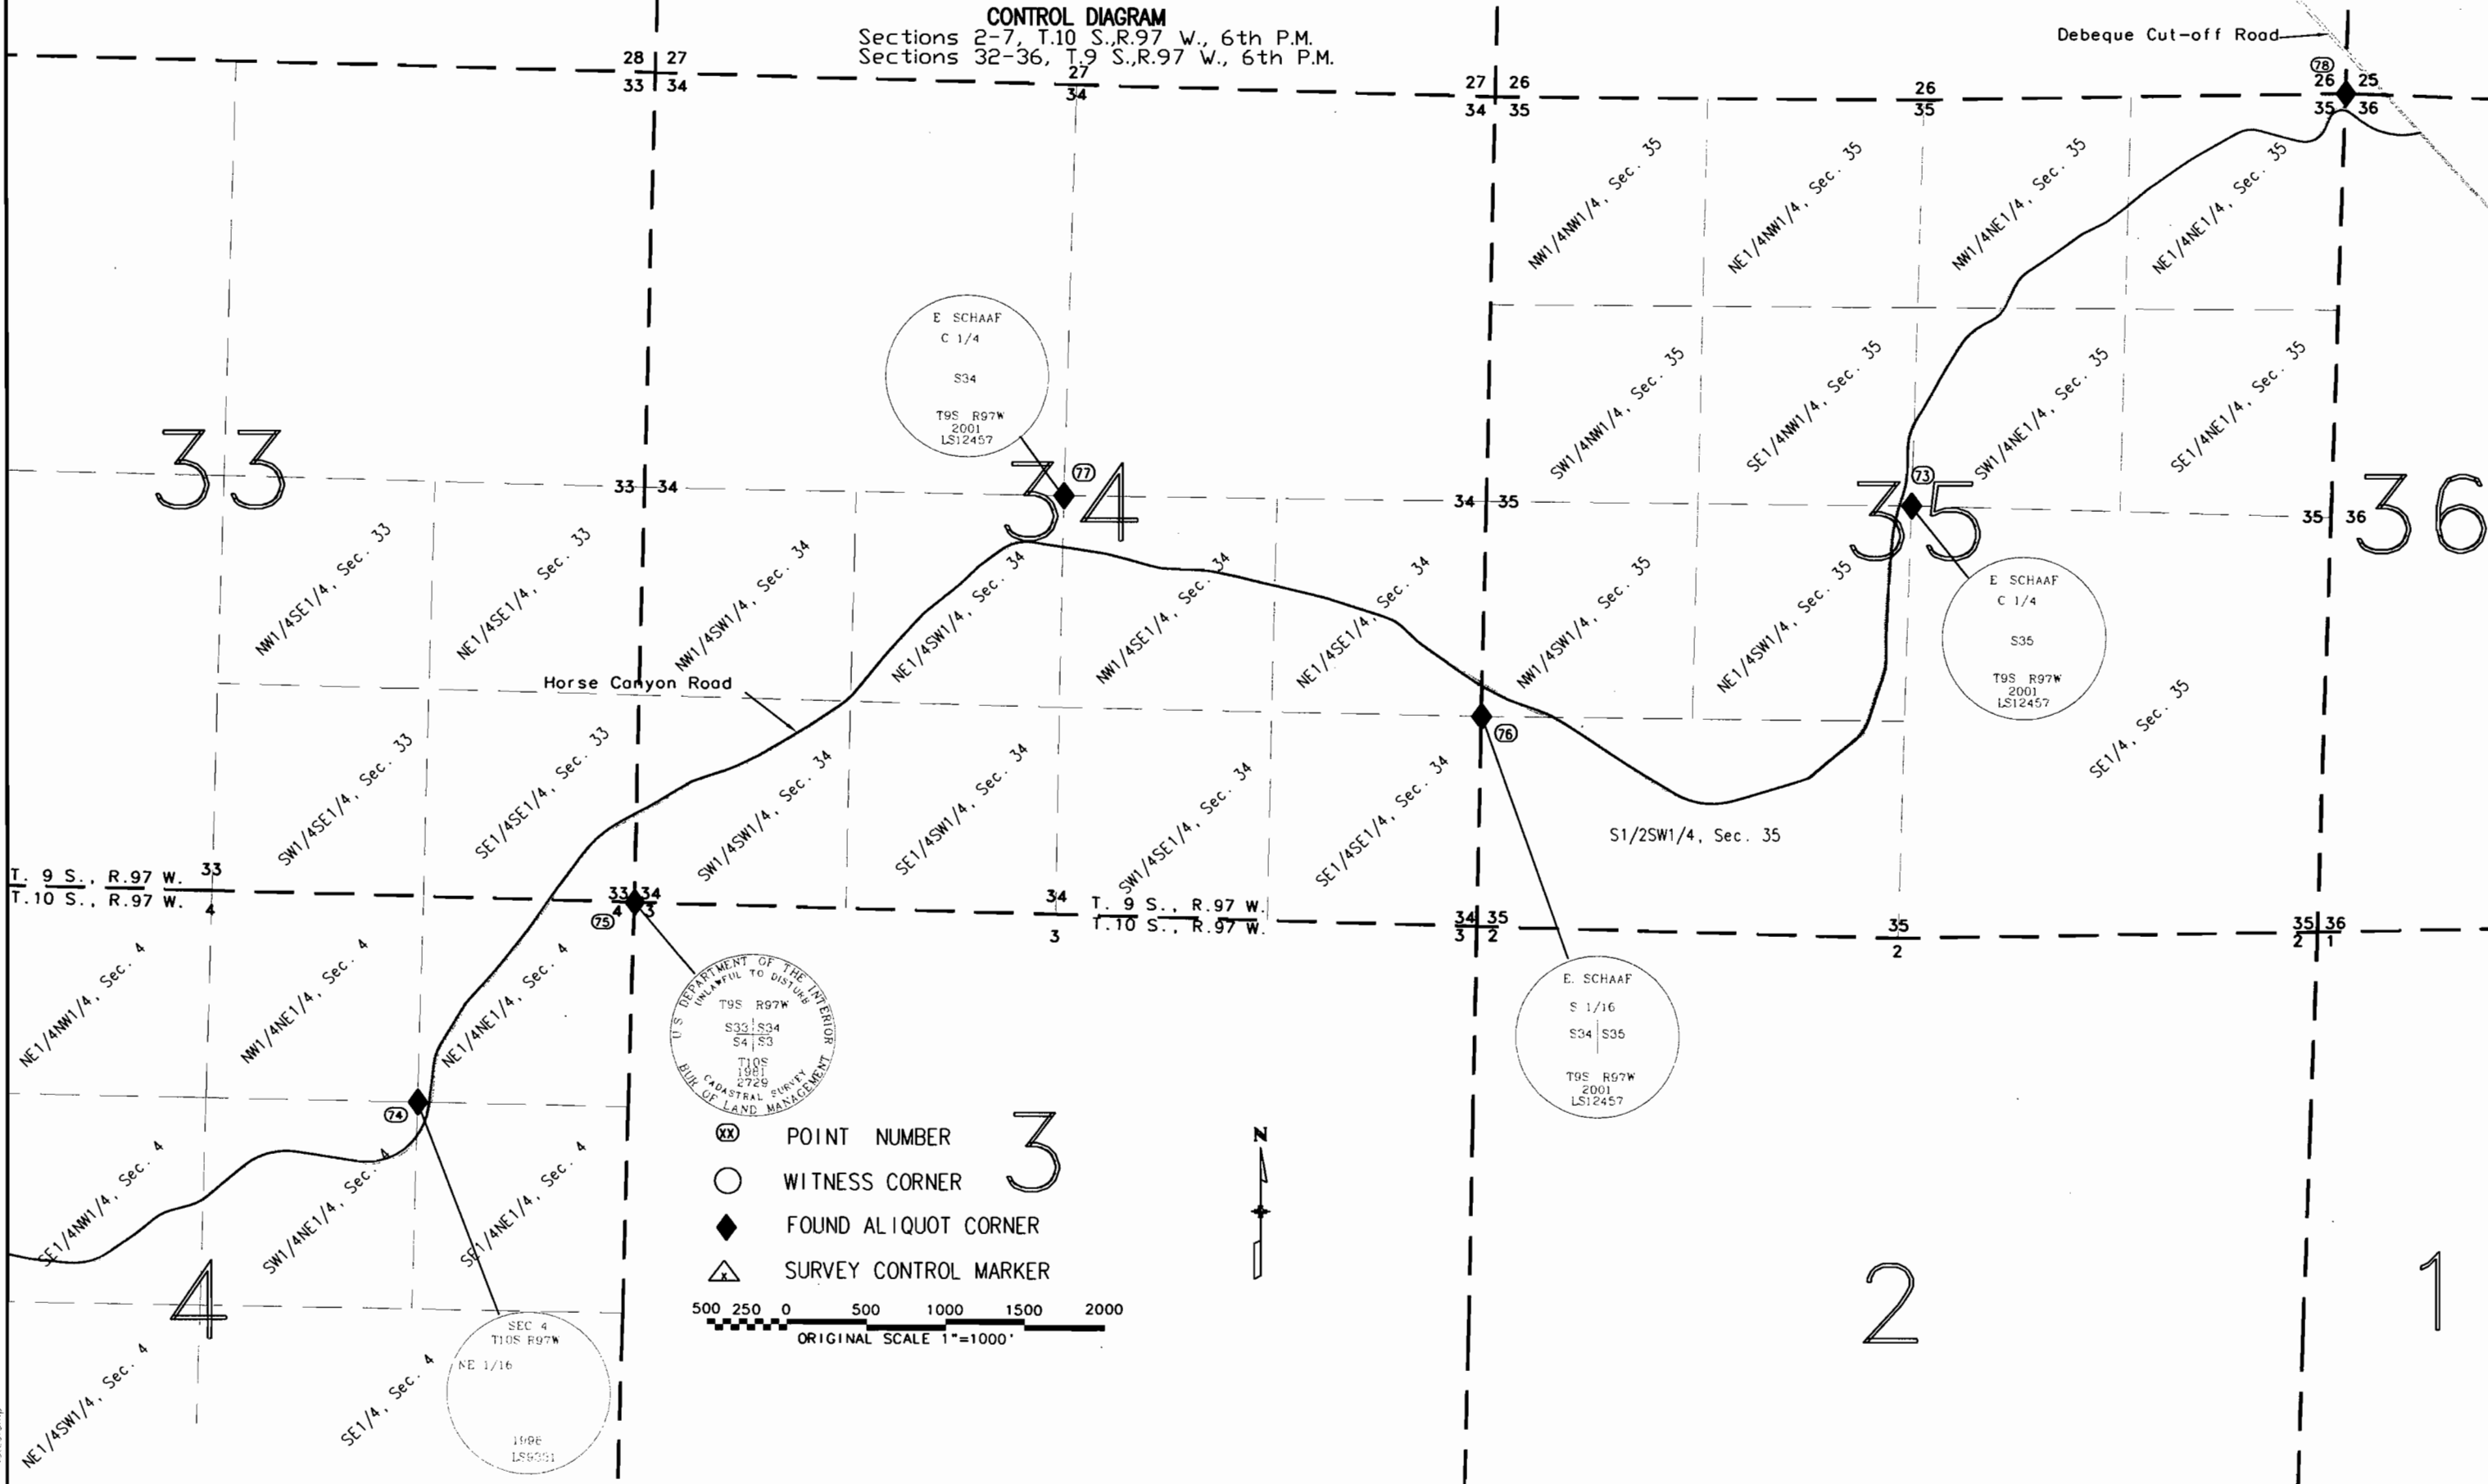 CONTROL DIAGRAM
Sections 2-7, T.10 S.,R.97 W., 6th P.M.
Sections 32-36, T.9 S.,R.97 W., 6th P.M.
Debeque Cut-off Road
28 27
33 34
27
34
27 26
34 35
26
35
78
26 25
35 36
NW1/4NW1/4, Sec. 35
NE1/4NW1/4, Sec. 35
NW1/4NE1/4, Sec. 35
NE1/4NE1/4, Sec. 35
E SCHAAF
C 1/4
S34
T9S R97W
2001
LS12457
SW1/4NW1/4, Sec. 35
SE1/4NW1/4, Sec. 35
SW1/4NE1/4, Sec. 35
SE1/4NE1/4, Sec. 35
33
33 34
34
77
34 35
35
73
35 36
36
NW1/4SE1/4, Sec. 33
NE1/4SE1/4, Sec. 33
NW1/4SW1/4, Sec. 34
NE1/4SW1/4, Sec. 34
NW1/4SE1/4, Sec. 34
NE1/4SE1/4, Sec. 34
NW1/4SW1/4, Sec. 35
NE1/4SW1/4, Sec. 35
E SCHAAF
C 1/4
S35
T9S R97W
2001
LS12457
Horse Canyon Road
76
SW1/4SE1/4, Sec. 33
SE1/4SE1/4, Sec. 33
SW1/4SW1/4, Sec. 34
SE1/4SW1/4, Sec. 34
SW1/4SE1/4, Sec. 34
SE1/4SE1/4, Sec. 34
S1/2SW1/4, Sec. 35
SE1/4, Sec. 35
T. 9 S., R.97 W.
T.10 S., R.97 W.
33
4
33 34
4 3
75
34
3
T. 9 S., R.97 W.
T.10 S., R.97 W.
34 35
3 2
35
2
35 36
2 1
NE1/4NW1/4, Sec. 4
NW1/4NE1/4, Sec. 4
NE1/4NE1/4, Sec. 4
U S DEPARTMENT OF THE INTERIOR
UNLAWFUL TO DISTURB
T9S R97W
S33 S34
S4 S3
T10S
1981
2729
CADASTRAL SURVEY
BUR OF LAND MANAGEMENT
E. SCHAAF
S 1/16
S34 S35
T9S R97W
2001
LS12457
74
SE1/4NW1/4, Sec. 4
SW1/4NE1/4, Sec. 4
SE1/4NE1/4, Sec. 4
XX POINT NUMBER
WITNESS CORNER
FOUND ALIQUOT CORNER
X SURVEY CONTROL MARKER
3
N
4
2
1
500 250 0 500 1000 1500 2000
ORIGINAL SCALE 1"=1000'
NE1/4SW1/4, Sec. 4
SE1/4, Sec. 4
SEC 4
T10S R97W
NE 1/16